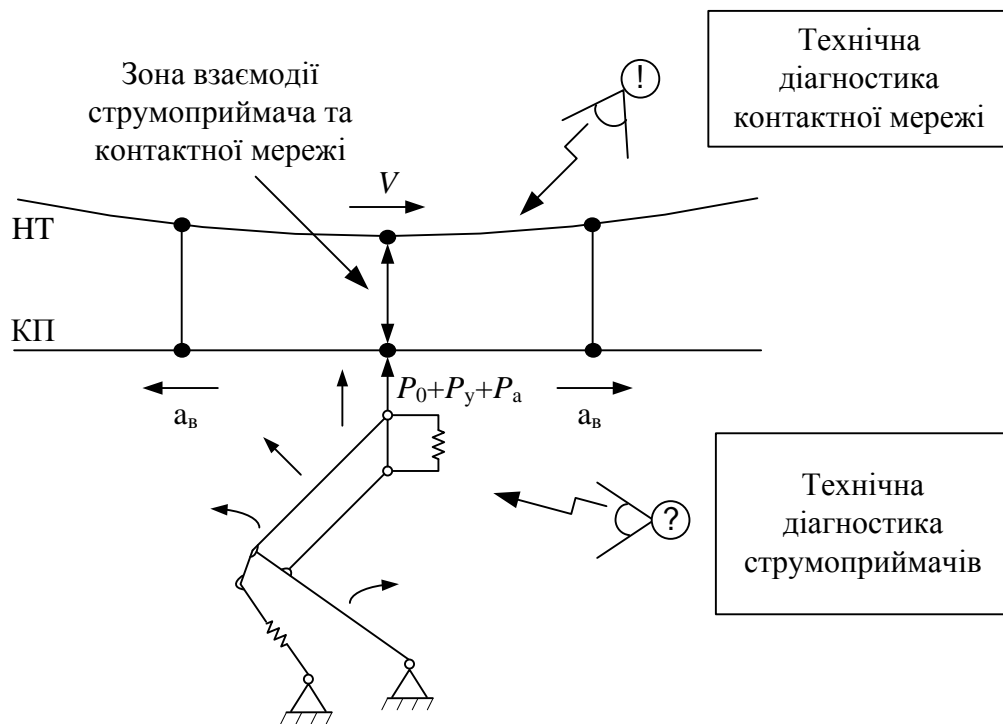 Зона взаємодії
струмоприймача та
контактної мережі
!
Технічна
діагностика
контактної мережі
V
НТ
КП
P₀+Pу+Pа
aв
aв
?
Технічна
діагностика
струмоприймачів